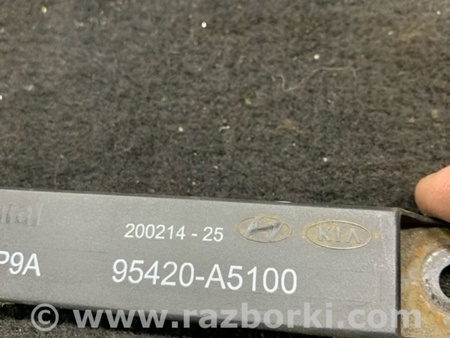 200214 - 25 KIA
P9A 95420-A5100
www.razborki.com